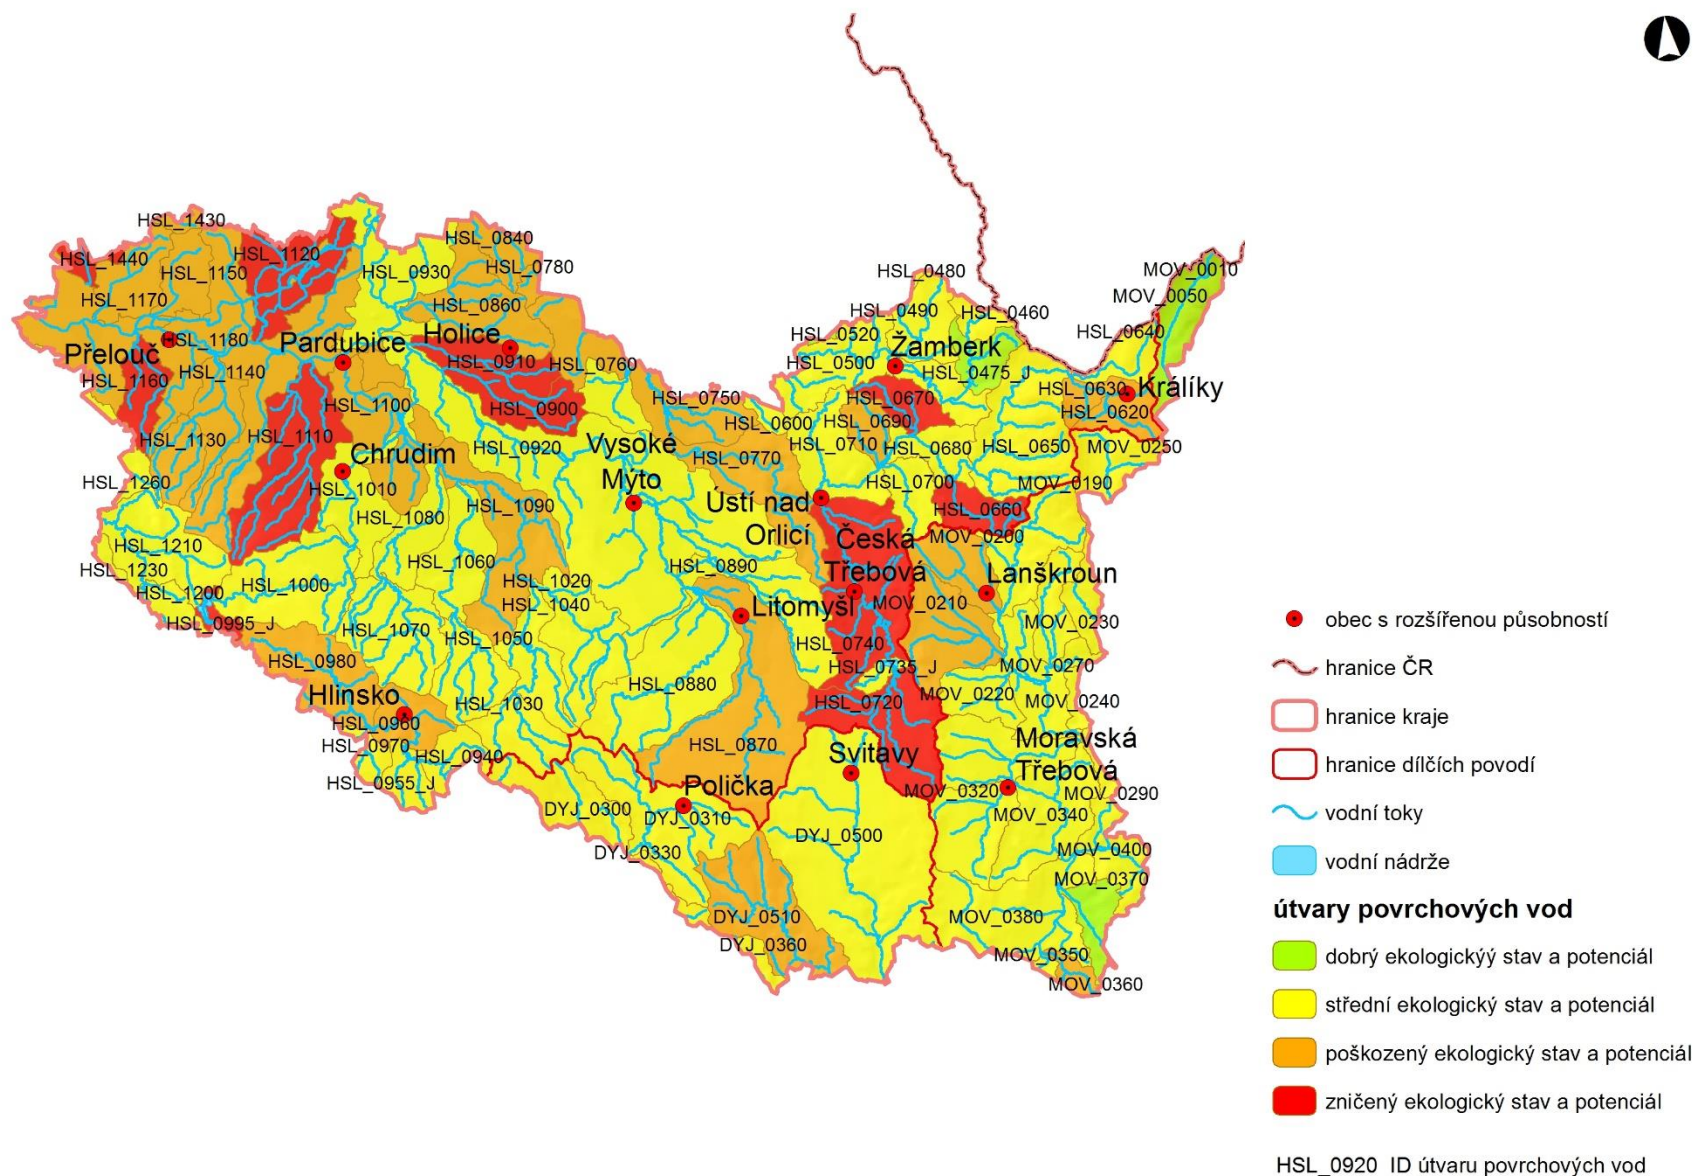 HSL_1430
HSL_0840
HSL_1440
HSL_1120
HSL_1150
HSL_0930
HSL_0780
HSL_1170
HSL_0860
HSL_0480
MOV_0010
MOV_0050
HSL_0490
HSL_0460
HSL_0520
HSL_0640
Holice
HSL_1180
Pardubice
Přelouč
Žamberk
HSL_0910
HSL_0760
HSL_0500
HSL_0475_J
HSL_1160
HSL_1140
HSL_0630
Králíky
HSL_1100
HSL_0900
HSL_0750
HSL_0670
HSL_0620
HSL_0600
HSL_0690
HSL_1130
HSL_1110
HSL_0920
Vysoké
Mýto
HSL_0710
HSL_0680
HSL_0650
MOV_0250
Chrudim
HSL_0770
HSL_1260
HSL_1010
HSL_0700
MOV_0190
HSL_1090
Ústí nad
Orlicí
HSL_0660
HSL_1080
HSL_1210
Česká
Třebová
MOV_0200
HSL_1230
HSL_1060
HSL_0890
HSL_1000
HSL_1020
Lanškroun
HSL_1200
HSL_1040
Litomyšl
MOV_0210
HSL_0995_J
HSL_1070
HSL_1050
MOV_0230
HSL_0740
HSL_0980
HSL_0735_J
MOV_0270
Hlinsko
HSL_0880
MOV_0220
HSL_1030
HSL_0720
MOV_0240
HSL_0960
HSL_0970
HSL_0940
HSL_0870
Svitavy
Moravská
Třebová
HSL_0955_J
Polička
MOV_0320
MOV_0290
DYJ_0300
DYJ_0310
MOV_0340
DYJ_0330
DYJ_0500
MOV_0400
MOV_0370
DYJ_0510
MOV_0380
DYJ_0360
MOV_0350
MOV_0360
obec s rozšířenou působností
hranice ČR
hranice kraje
hranice dílčích povodí
vodní toky
vodní nádrže
útvary povrchových vod
dobrý ekologickýý stav a potenciál
střední ekologický stav a potenciál
poškozený ekologický stav a potenciál
zničený ekologický stav a potenciál
HSL_0920 ID útvaru povrchových vod